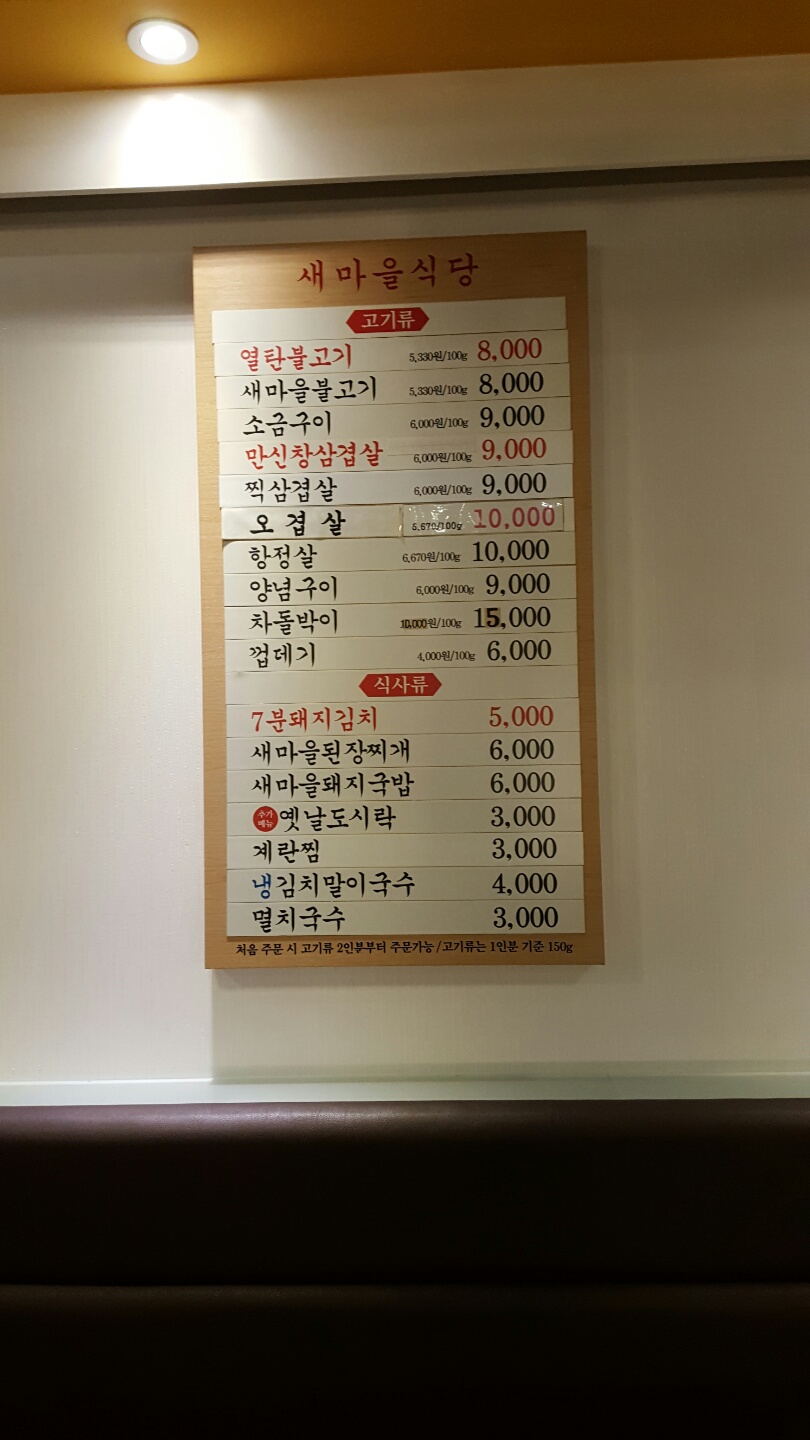 새마을식당
고기류
열탄불고기 5,330원/100g 8,000
새마을불고기 5,330원/100g 8,000
소금구이 6,000원/100g 9,000
만신창삼겹살 6,000원/100g 9,000
찍삼겹살 6,000원/100g 9,000
오겹살 6,670/100g 10,000
항정살 6,670원/100g 10,000
양념구이 6,000원/100g 9,000
차돌박이 10,000원/100g 15,000
껍데기 4,000원/100g 6,000
식사류
7분돼지김치 5,000
새마을된장찌개 6,000
새마을돼지국밥 6,000
추가메뉴 옛날도시락 3,000
계란찜 3,000
냉김치말이국수 4,000
멸치국수 3,000
처음 주문 시 고기류 2인분부터 주문가능/고기류는 1인분 기준 150g